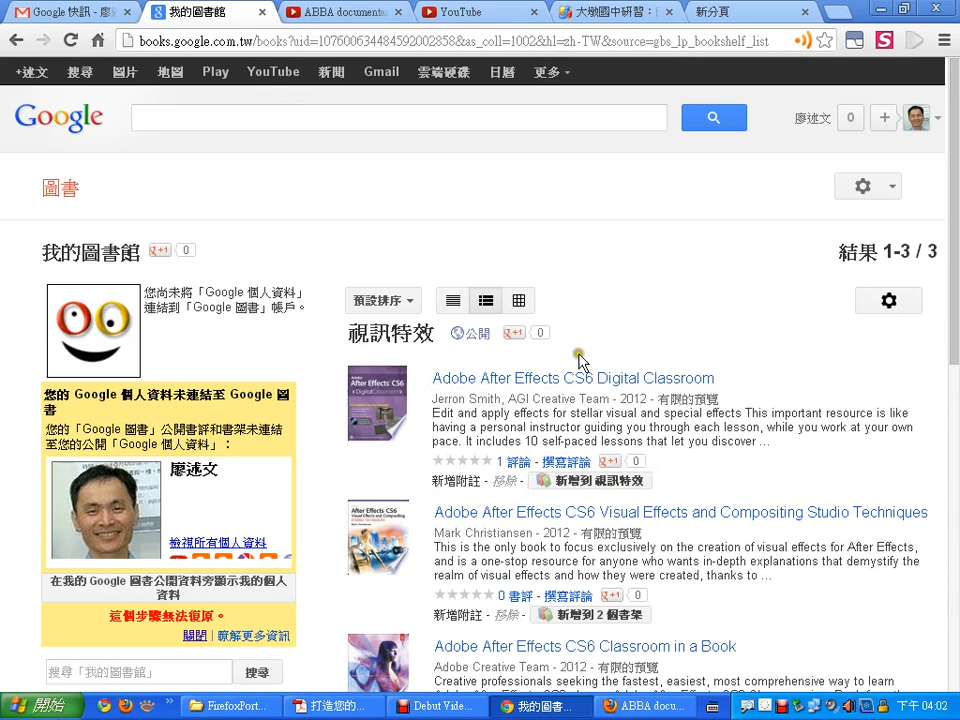 Google 快訊 - 廖
我的圖書館
ABBA documenta
YouTube
大墩國中研習：
新分頁
books.google.com.tw/books?uid=107600634484592002858&as_coll=1002&hl=zh-TW&source=gbs_lp_bookshelf_list
+述文 搜尋 圖片 地圖 Play YouTube 新聞 Gmail 雲端硬碟 日曆 更多
Google
廖述文 0 +
圖書
我的圖書館 +1 0
結果 1-3 / 3
您尚未將「Google 個人資料」
連結到「Google 圖書」帳戶。
您的 Google 個人資料未連結至 Google 圖
書
您的「Google 圖書」公開書評和書架未連結
至您的公開「Google 個人資料」：
廖述文
檢視所有個人資料
在我的 Google 圖書公開資料旁顯示我的個人
資料
這個步驟無法復原。
關閉 | 瞭解更多資訊
搜尋「我的圖書館」 搜尋
預設排序
視訊特效 公開 +1 0
Adobe After Effects CS6 Digital Classroom
Jerron Smith, AGI Creative Team - 2012 - 有限的預覽
Edit and apply effects for stellar visual and special effects This important resource is like
having a personal instructor guiding you through each lesson, while you work at your own
pace. It includes 10 self-paced lessons that let you discover ...
1 評論 - 撰寫評論 +1 0
新增附註 - 移除 - 新增到 視訊特效
Adobe After Effects CS6 Visual Effects and Compositing Studio Techniques
Mark Christiansen - 2012 - 有限的預覽
This is the only book to focus exclusively on the creation of visual effects for After Effects,
and is a one-stop resource for anyone who wants in-depth explanations that demystify the
realm of visual effects and how they were created, thanks to ...
0 書評 - 撰寫評論 +1 0
新增附註 - 移除 - 新增到 2 個書架
Adobe After Effects CS6 Classroom in a Book
Adobe Creative Team - 2012 - 有限的預覽
Creative professionals seeking the fastest, easiest, most comprehensive way to learn
開始
FirefoxPort...
打造您的...
Debut Vide...
我的圖書...
ABBA docu...
下午 04:02